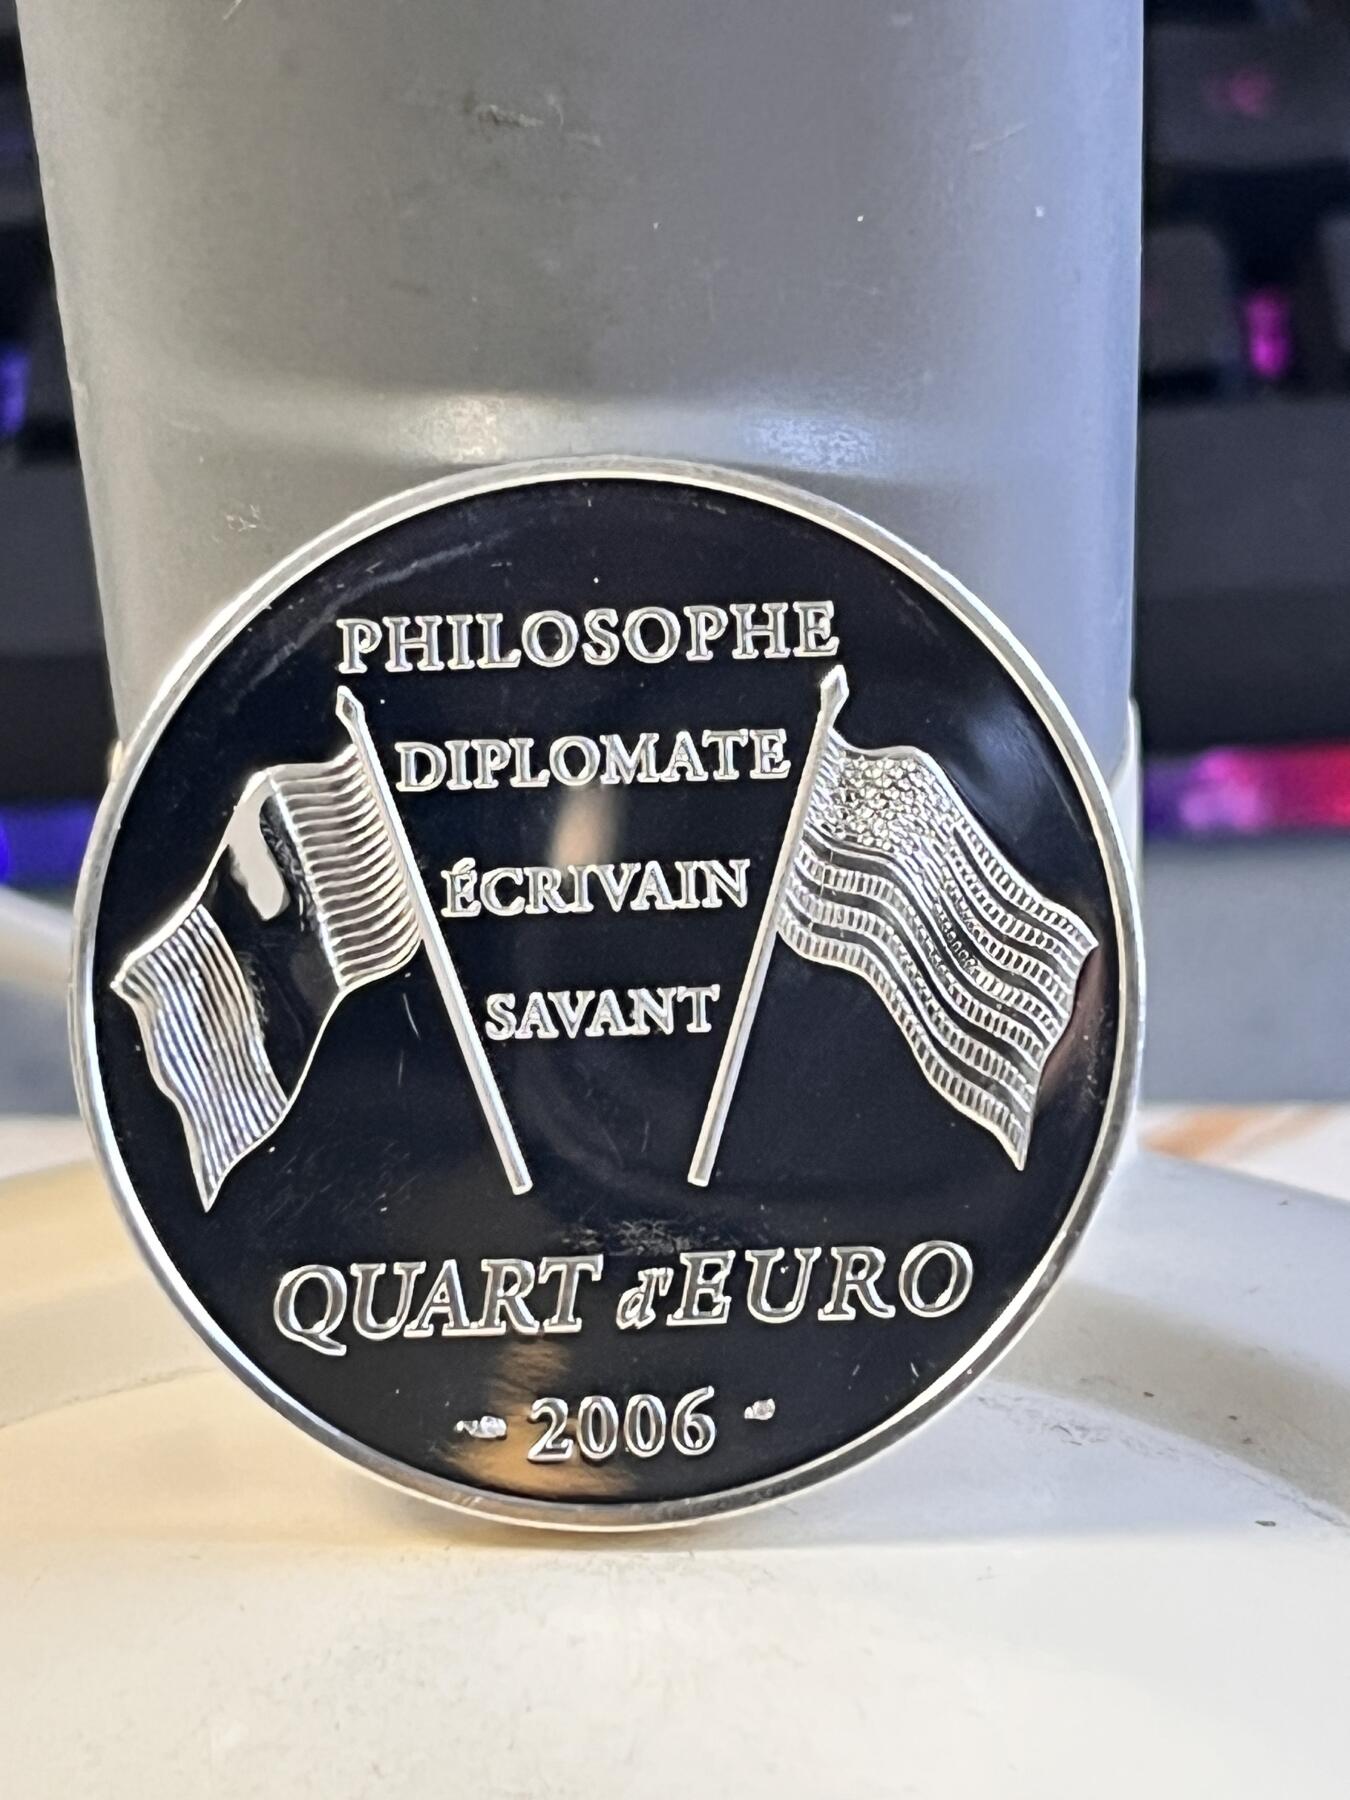 PHILOSOPHE
DIPLOMATE
ÉCRIVAIN
SAVANT
QUART d'EURO
- 2006 -